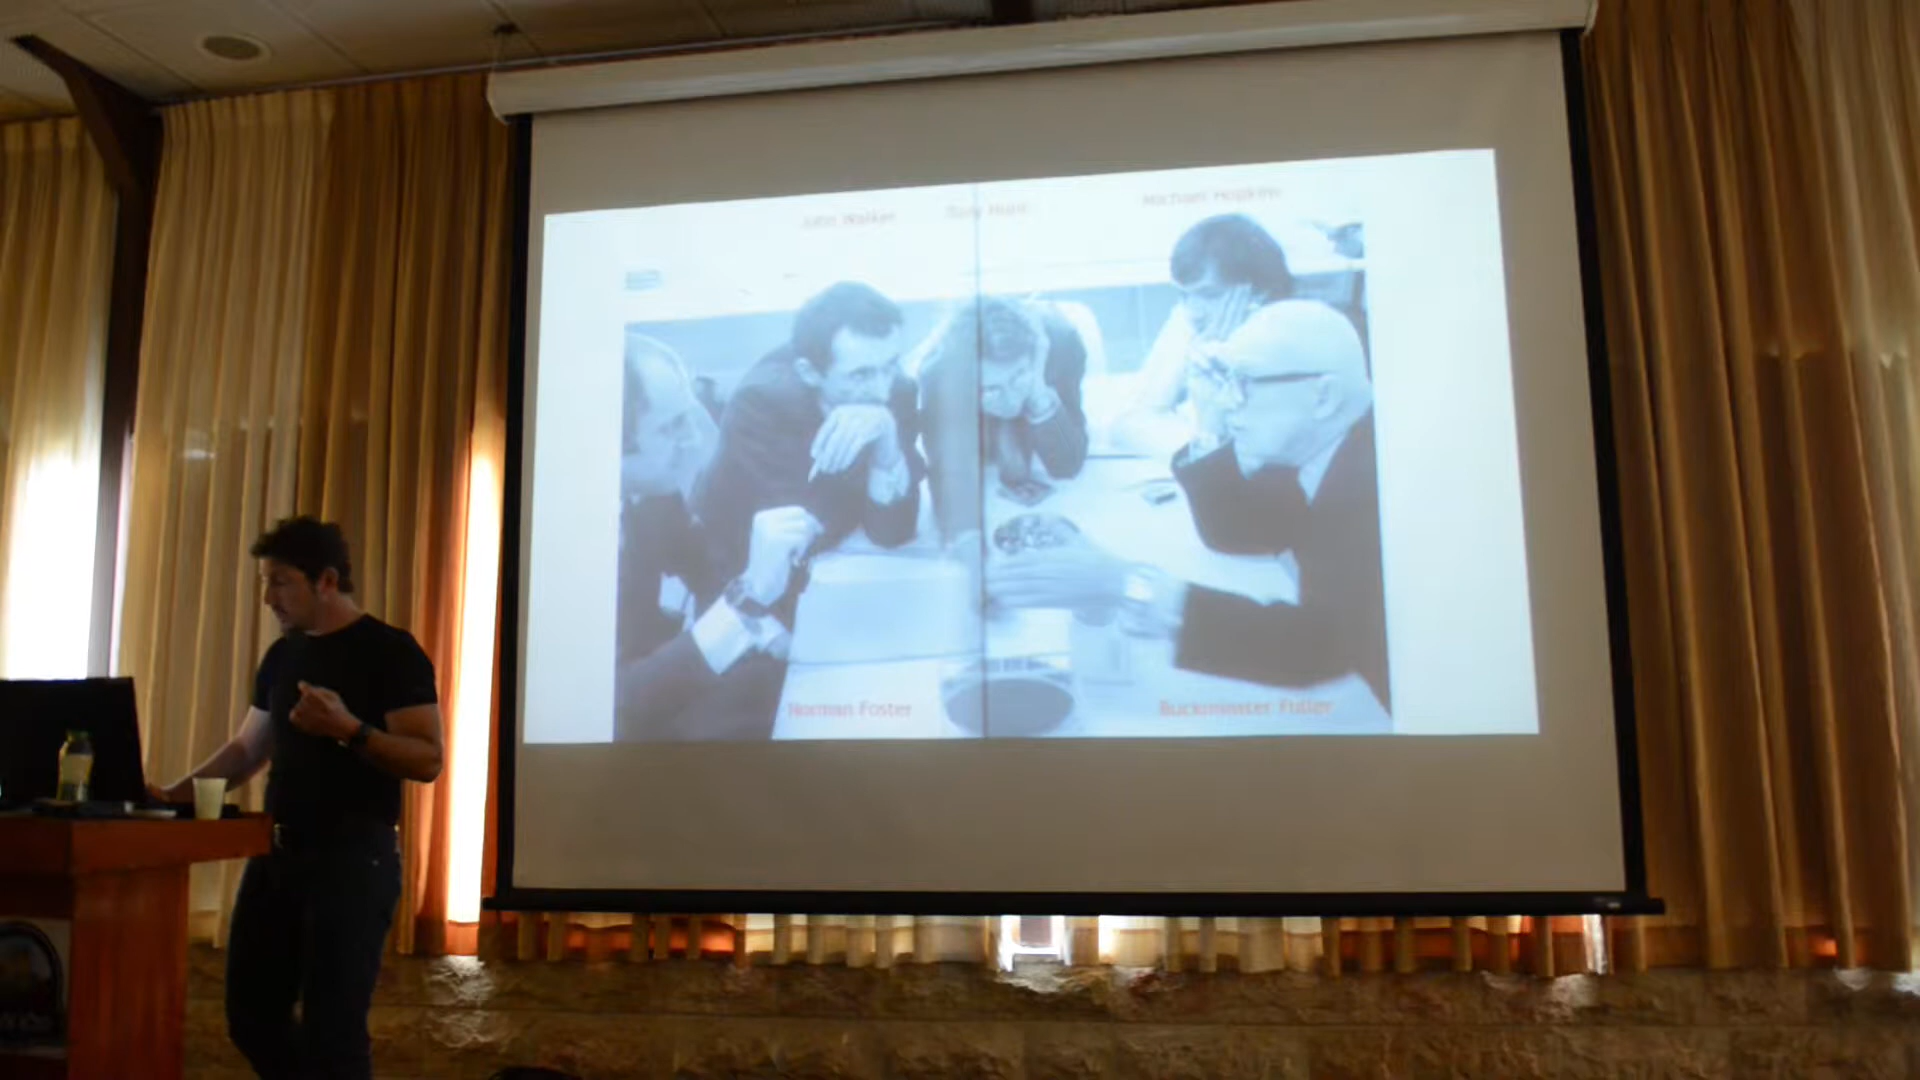 John Walker
Tony Hunt
Michael Hopkins
Norman Foster
Buckminster Fuller